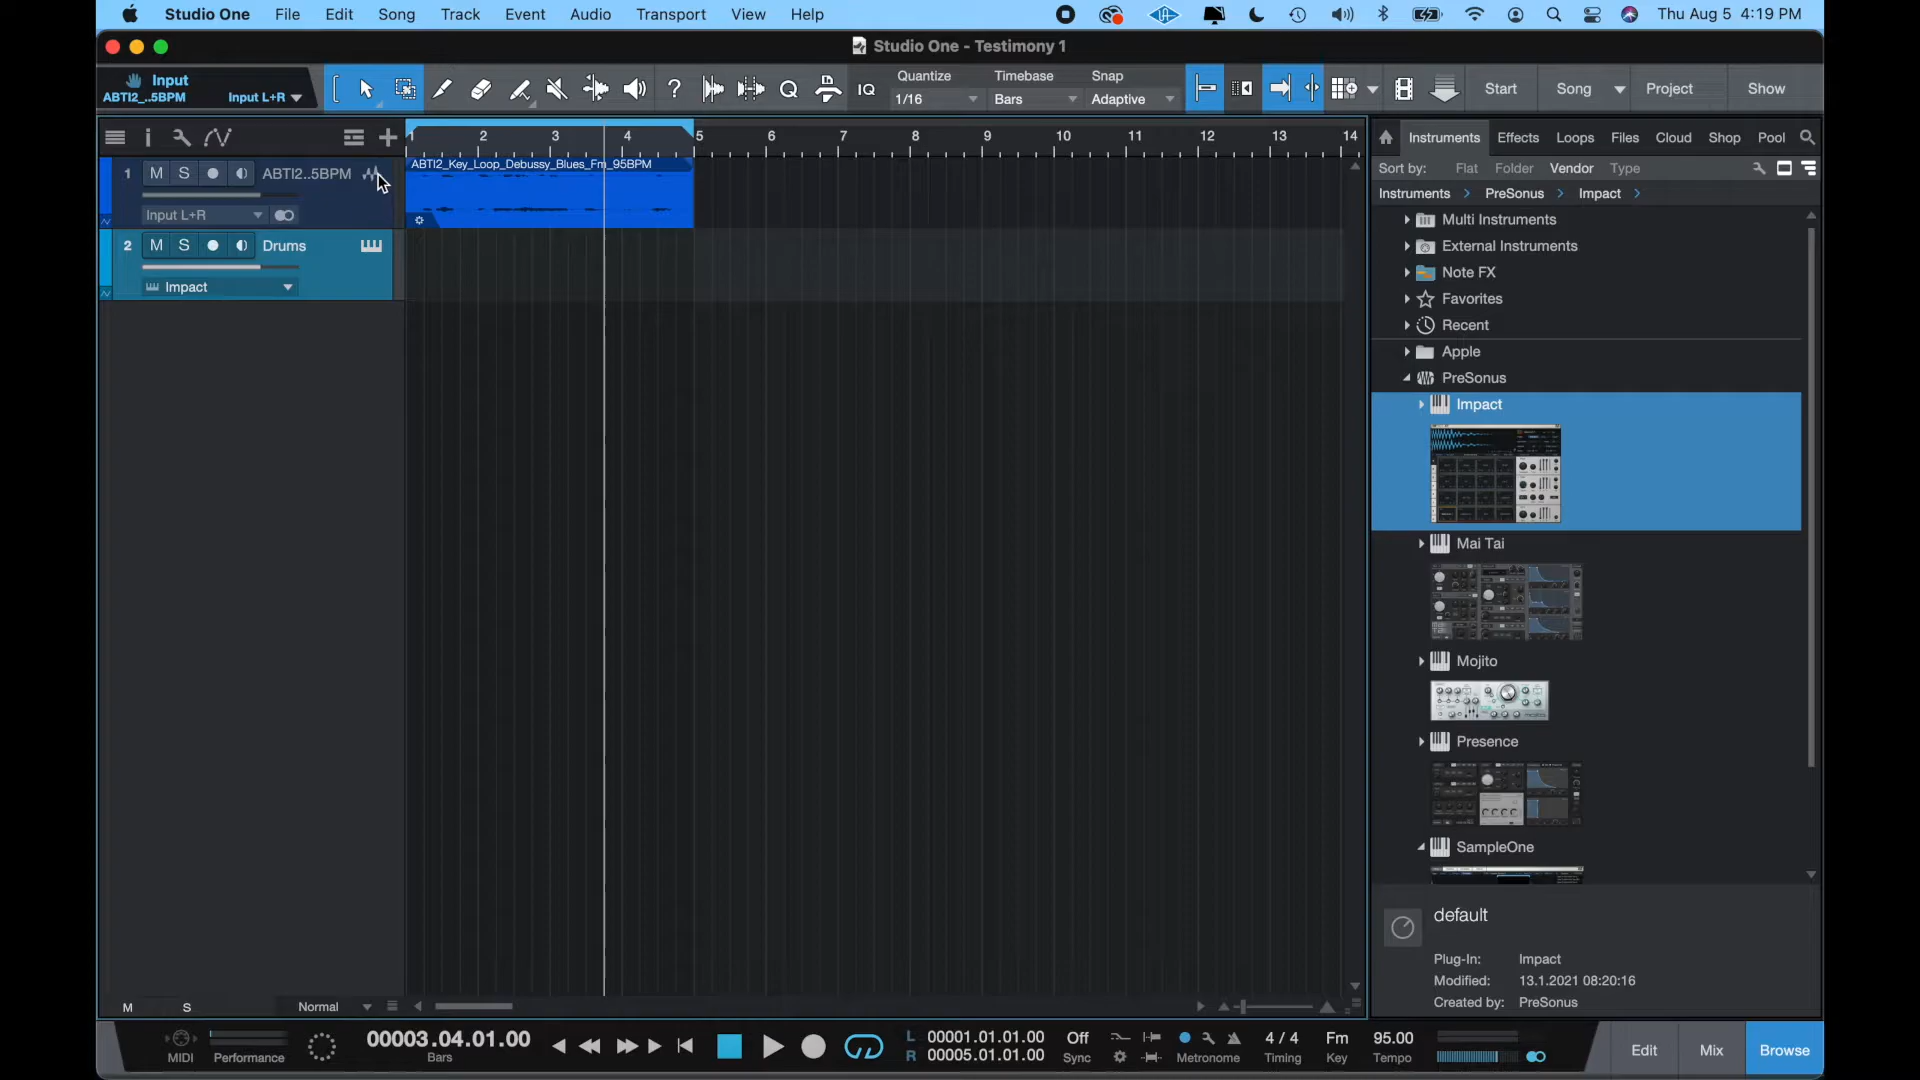 Studio One File Edit Song Track Event Audio Transport View Help Thu Aug 5 4:19 PM
Studio One - Testimony 1
Input
ABTI2_..5BPM Input L+R
Quantize Timebase Snap
1/16 Bars Adaptive
IQ
Start Song Project Show
1 2 3 4 5 6 7 8 9 10 11 12 13 14
Instruments Effects Loops Files Cloud Shop Pool
1 M S ABTI2..5BPM
ABTI2_Key_Loop_Debussy_Blues_Fm_95BPM
Input L+R
2 M S Drums
Impact
Sort by: Flat Folder Vendor Type
Instruments > PreSonus > Impact >
Multi Instruments
External Instruments
Note FX
Favorites
Recent
Apple
PreSonus
Impact
Mai Tai
Mojito
Presence
SampleOne
default
Plug-In: Impact
Modified: 13.1.2021 08:20:16
Created by: PreSonus
M S Normal
MIDI Performance
00003.04.01.00
Bars
L 00001.01.01.00
R 00005.01.01.00
Off
Sync
Metronome
4 / 4
Timing
Fm
Key
95.00
Tempo
Edit Mix Browse